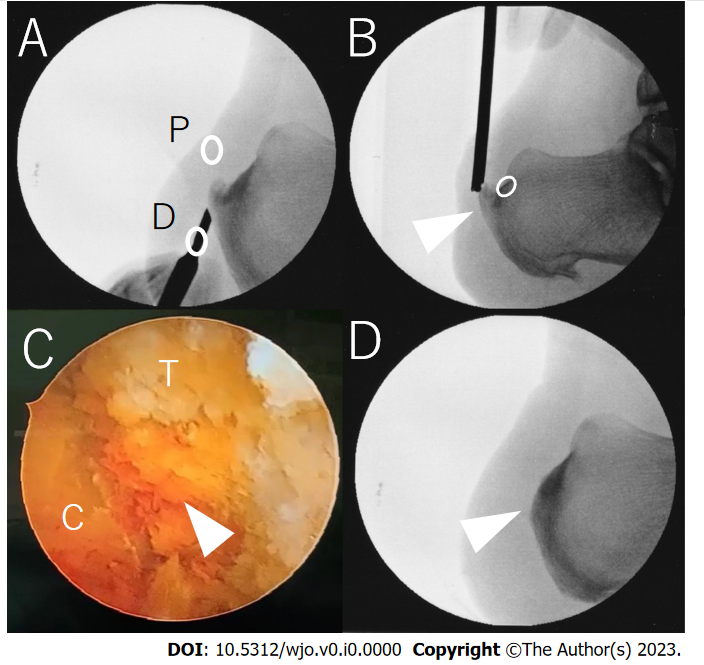 A
P
D
B
C
T
C
D
DOI: 10.5312/wjo.v0.i0.0000 Copyright ©The Author(s) 2023.